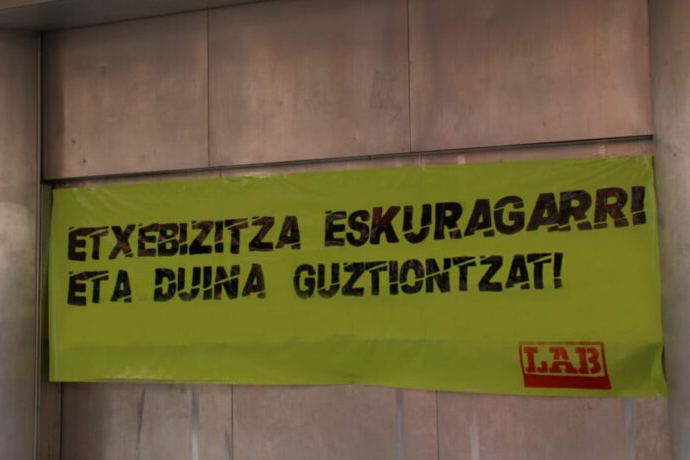 ETXEBIZITZA ESKURAGARRI
ETA DUINA GUZTIONTZAT!
LAB